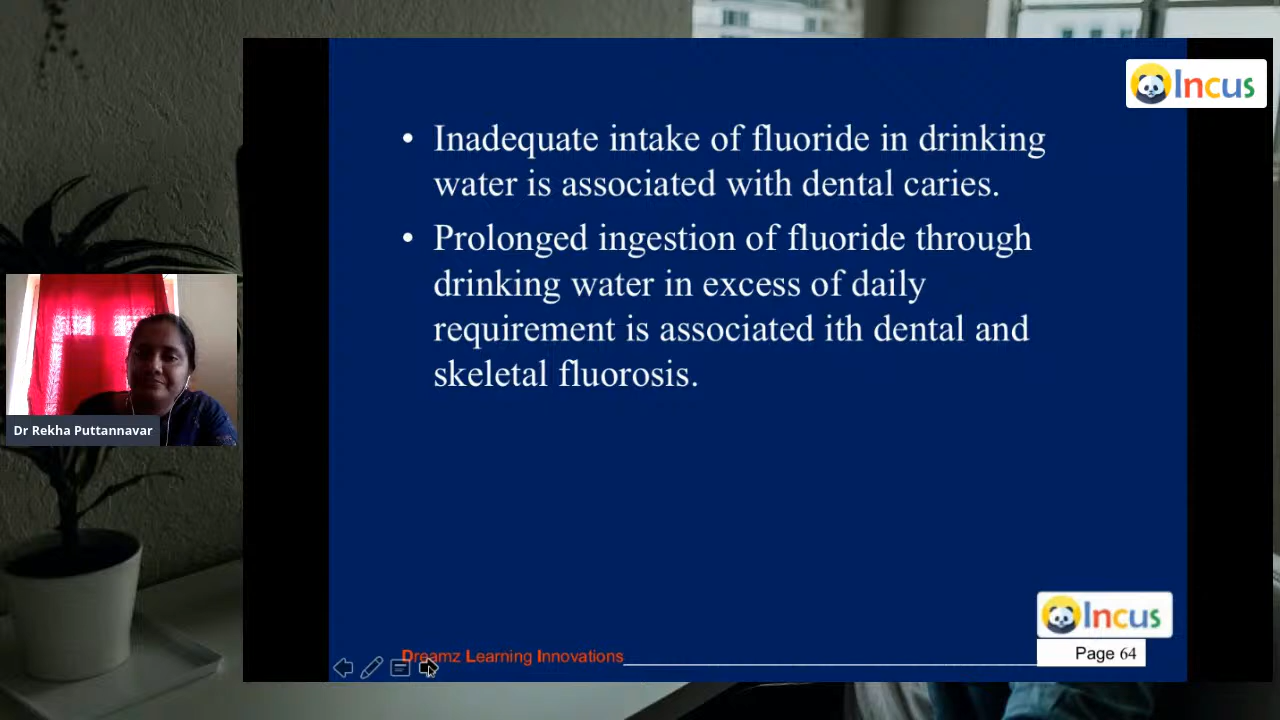 Incus
• Inadequate intake of fluoride in drinking
water is associated with dental caries.
• Prolonged ingestion of fluoride through
drinking water in excess of daily
requirement is associated ith dental and
skeletal fluorosis.
Dr Rekha Puttannavar
Incus
Dreamz Learning Innovations
Page 64